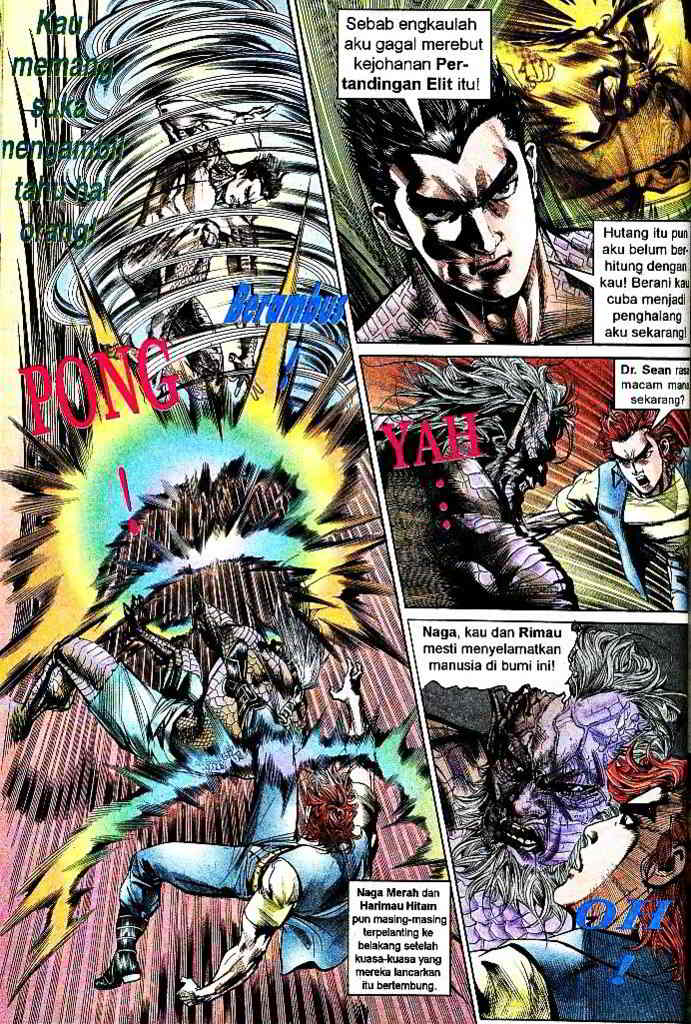 Kau
memang
suka
mengambil
tahu hal
orang!
Berambus
!
PONG
!
Naga Merah dan
Harimau Hitam
pun masing-masing
terpelanting ke
belakang setelah
kuasa-kuasa yang
mereka lancarkan
itu bertembung.
Sebab engkaulah
aku gagal merebut
kejohanan Per-
tandingan Elit itu!
Hutang itu pun
aku belum ber-
hitung dengan
kau! Berani kau
cuba menjadi
penghalang
aku sekarang!
Dr. Sean rasa
macam mana
sekarang?
YAH
...
Naga, kau dan Rimau
mesti menyelamatkan
manusia di bumi ini!
OH
!